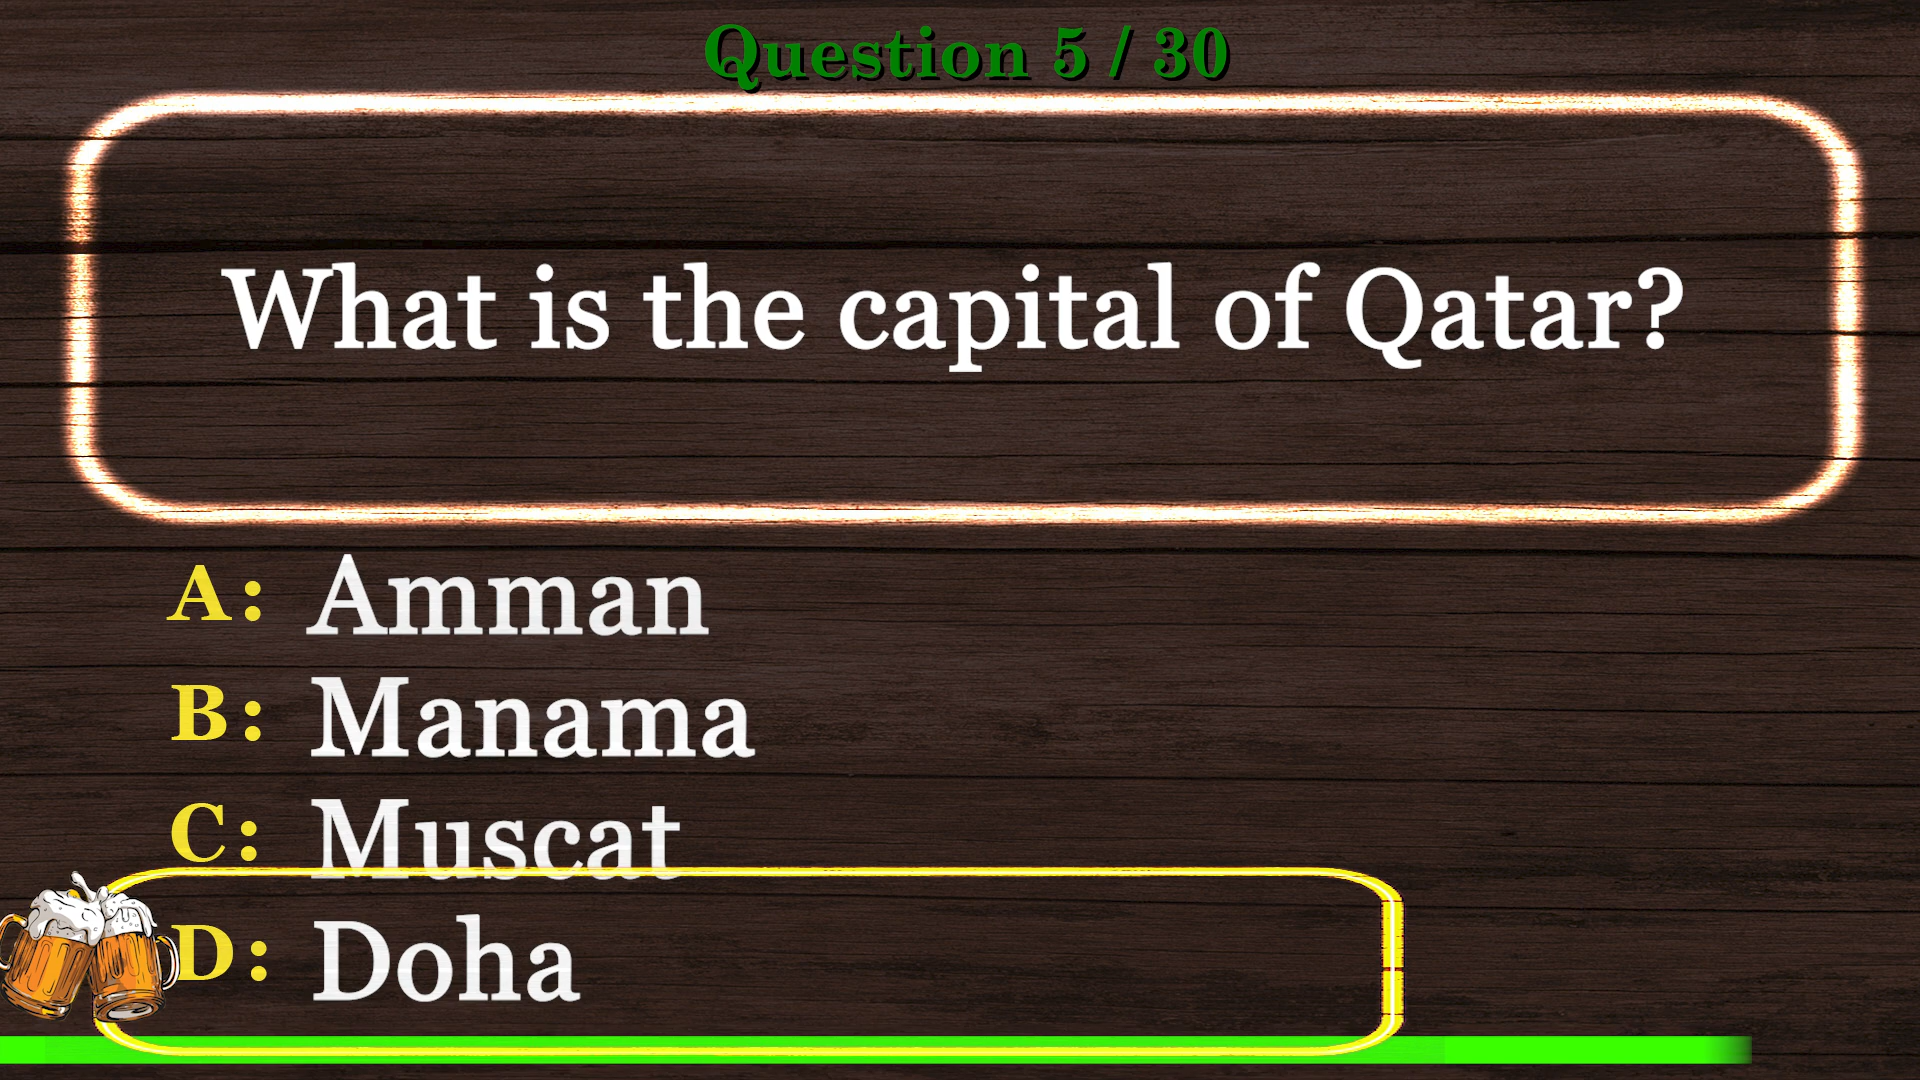 Question 5 / 30
What is the capital of Qatar?
A: Amman
B: Manama
C: Muscat
D: Doha